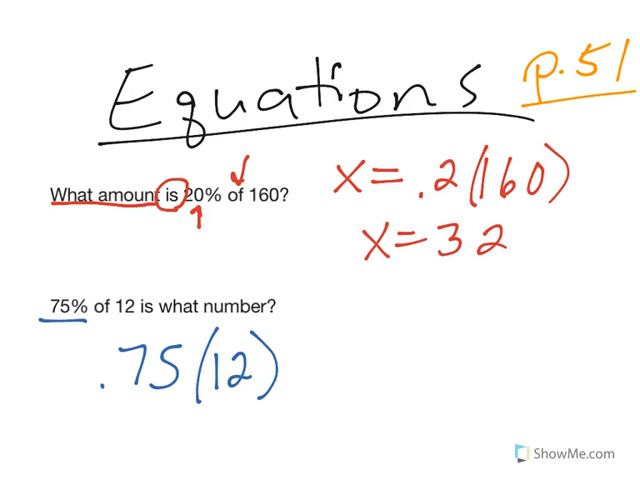 Equations
p.51
What amount is 20% of 160?
x = .2(160)
x = 32
75% of 12 is what number?
.75(12)
ShowMe.com